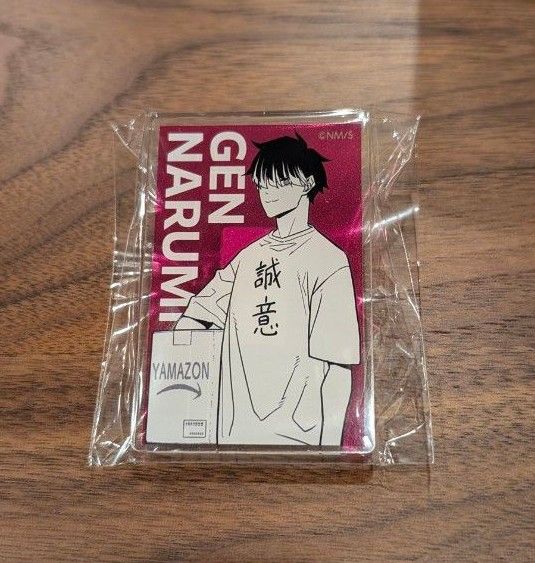 GEN
NARUMI
©NM/S
誠
意
YAMAZON